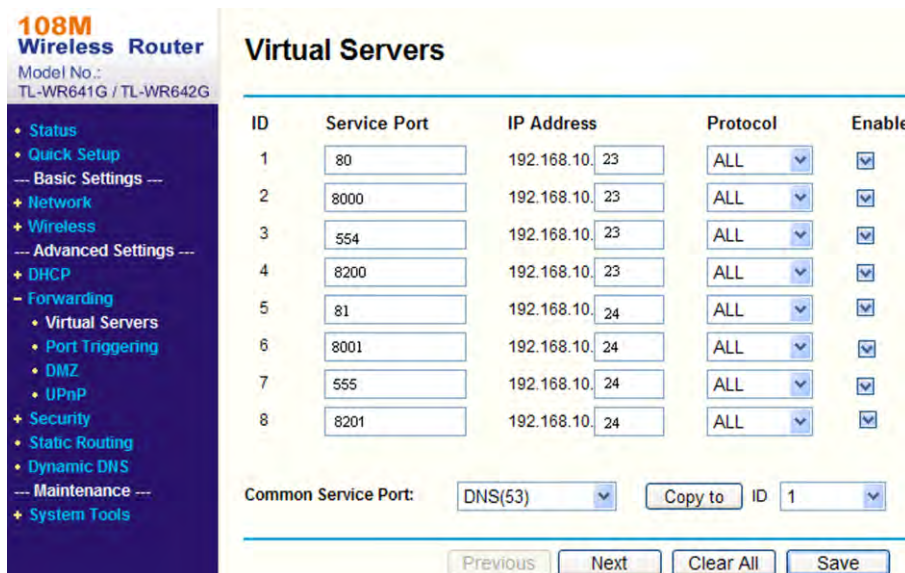 108M
Wireless Router
Model No.:
TL-WR641G / TL-WR642G
• Status
• Quick Setup
--- Basic Settings ---
+ Network
+ Wireless
--- Advanced Settings ---
+ DHCP
– Forwarding
• Virtual Servers
• Port Triggering
• DMZ
• UPnP
+ Security
• Static Routing
• Dynamic DNS
--- Maintenance ---
+ System Tools
Virtual Servers
ID Service Port IP Address Protocol Enable
1 80 192.168.10. 23 ALL
2 8000 192.168.10. 23 ALL
3 554 192.168.10. 23 ALL
4 8200 192.168.10. 23 ALL
5 81 192.168.10. 24 ALL
6 8001 192.168.10. 24 ALL
7 555 192.168.10. 24 ALL
8 8201 192.168.10. 24 ALL
Common Service Port: DNS(53) Copy to ID 1
Previous Next Clear All Save